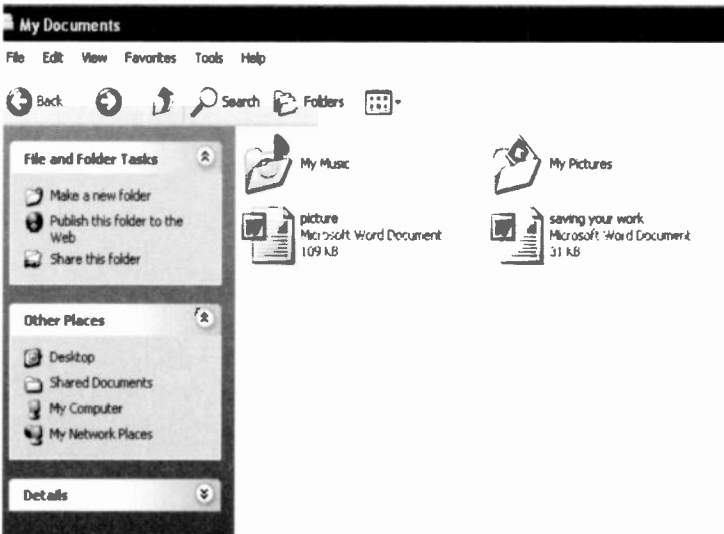 My Documents
File Edit View Favorites Tools Help
Back Search Folders
File and Folder Tasks
Make a new folder
Publish this folder to the
Web
Share this folder
Other Places
Desktop
Shared Documents
My Computer
My Network Places
Details
My Music
My Pictures
picture
Microsoft Word Document
109 KB
saving your work
Microsoft Word Document
31 KB